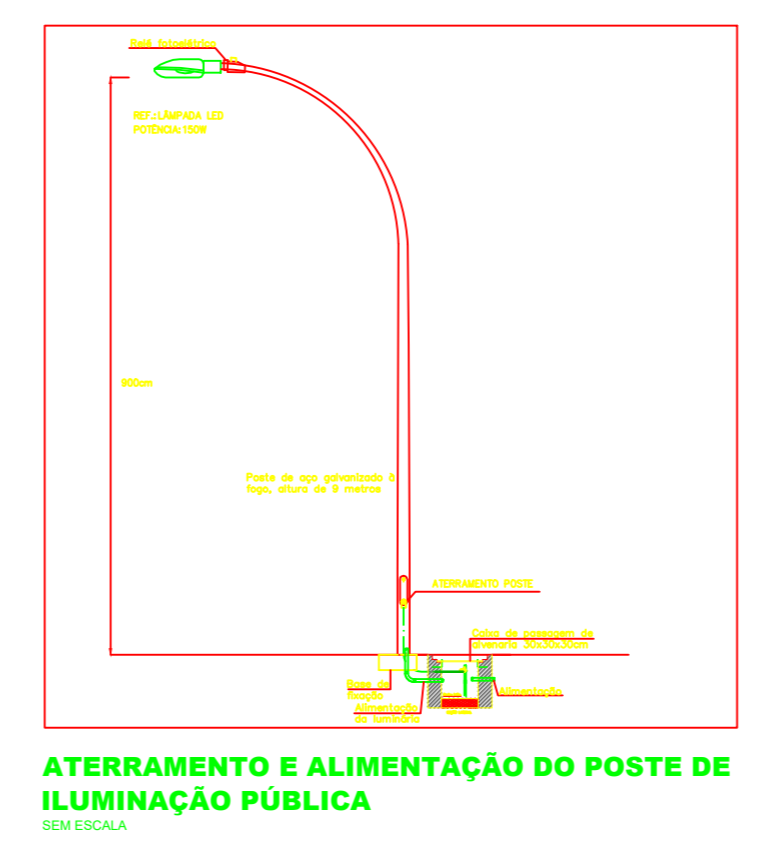 Relê fotoelétrico
REF.:LÂMPADA LED
POTÊNCIA:150W
900cm
Poste de aço galvanizado à
fogo, altura de 9 metros
ATERRAMENTO POSTE
Caixa de passagem de
alvenaria 30x30x30cm
Base de
fixação
Alimentação
Alimentação
da luminária
ATERRAMENTO E ALIMENTAÇÃO DO POSTE DE
ILUMINAÇÃO PÚBLICA
SEM ESCALA